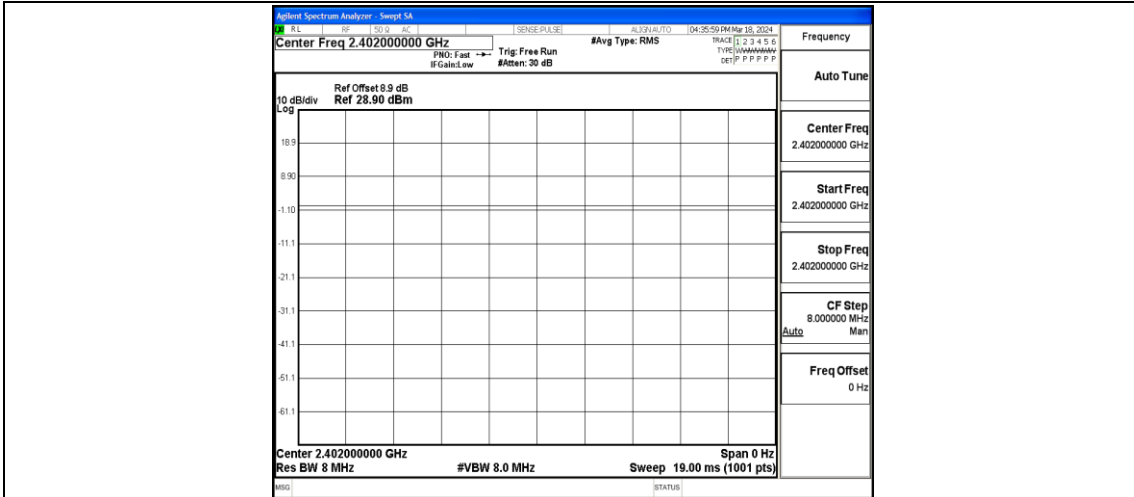 Agilent Spectrum Analyzer - Swept SA
RL RF 50 Ω AC SENSE:PULSE ALIGN AUTO 04:35:59 PM Mar 18, 2024
Center Freq 2.402000000 GHz
#Avg Type: RMS
TRACE 1 2 3 4 5 6
PNO: Fast Trig: Free Run
TYPE
IFGain:Low #Atten: 30 dB
DET P P P P P P
Frequency
Auto Tune
Center Freq
2.402000000 GHz
Start Freq
2.402000000 GHz
Stop Freq
2.402000000 GHz
CF Step
8.000000 MHz
Auto Man
Freq Offset
0 Hz
Ref Offset 8.9 dB
10 dB/div Ref 28.90 dBm
Log
18.9
8.90
-1.10
-11.1
-21.1
-31.1
-41.1
-51.1
-61.1
Center 2.402000000 GHz Span 0 Hz
Res BW 8 MHz #VBW 8.0 MHz Sweep 19.00 ms (1001 pts)
MSG STATUS